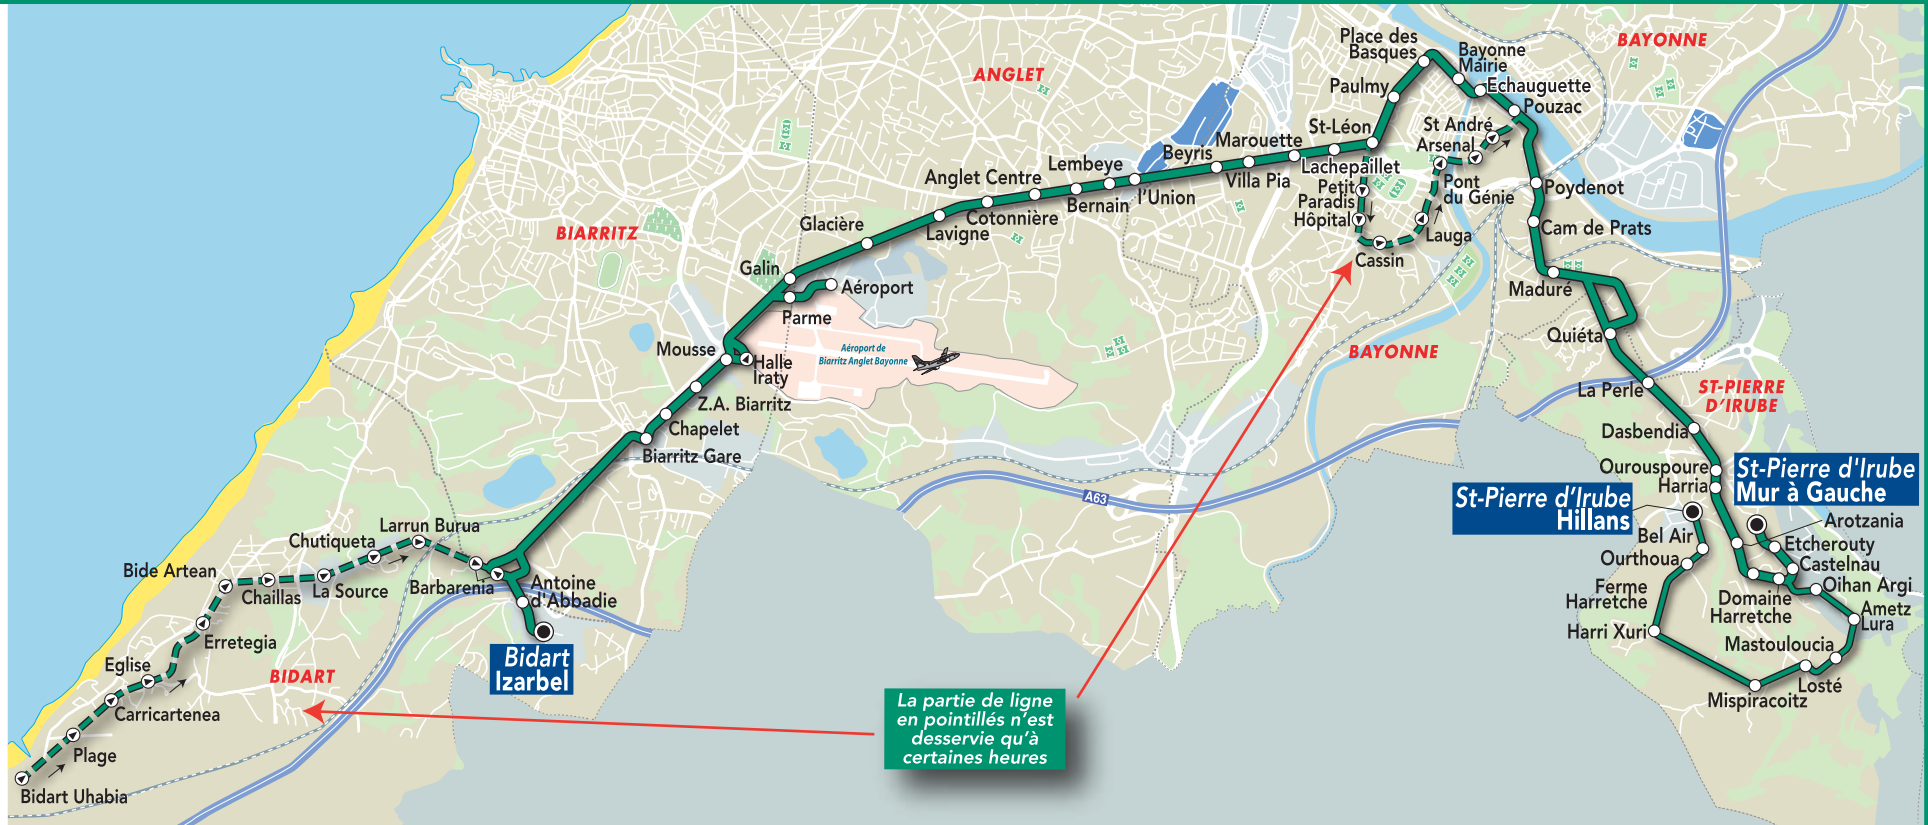 BAYONNE
Place des
Basques
Bayonne
Mairie
ANGLET
Paulmy
Echauguette
Pouzac
St-Léon
St André
Arsenal
Marouette
Beyris
Lembeye
Lachepaillet
Villa Pia
Anglet Centre
l'Union
Bernain
Petit
Paradis
Hôpital
Pont
du Génie
Poydenot
Cotonnière
Lavigne
Glacière
BIARRITZ
Lauga
Cam de Prats
Cassin
Galin
Aéroport
Maduré
Parme
Quiéta
Aéroport de
Biarritz Anglet Bayonne
Mousse
Halle
Iraty
BAYONNE
La Perle
ST-PIERRE
D'IRUBE
Z.A. Biarritz
Chapelet
Biarritz Gare
Dasbendia
Ourouspoure
Harria
St-Pierre d'Irube
Mur à Gauche
St-Pierre d'Irube
Hillans
A63
Arotzania
Bel Air
Etcherouty
Ourthoua
Castelnau
Larrun Burua
Chutiqueta
Bide Artean
Chaillas
La Source
Barbarenia
Antoine
d'Abbadie
Ferme
Harretche
Domaine
Harretche
Oihan Argi
Ametz
Lura
Harri Xuri
Mastouloucia
Erretegia
Eglise
BIDART
Bidart
Izarbel
Losté
Mispiracoitz
Carricartenea
La partie de ligne
en pointillés n'est
desservie qu'à
certaines heures
Plage
Bidart Uhabia